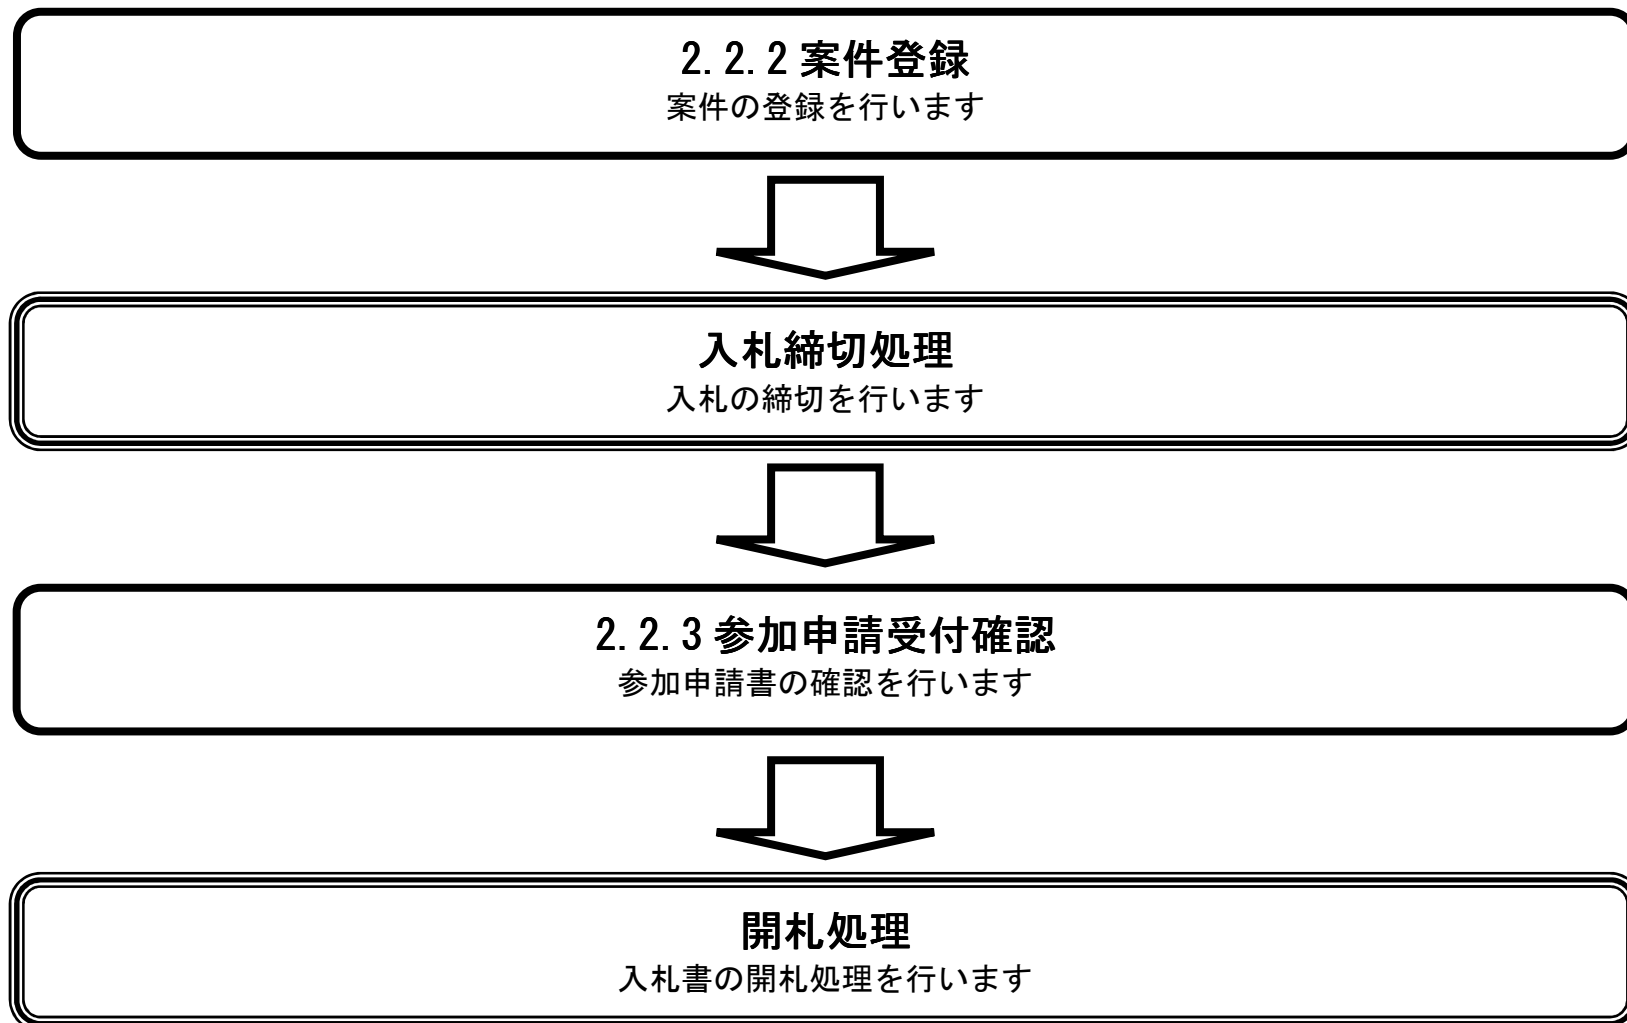 2.2.2 案件登録
案件の登録を行います
入札締切処理
入札の締切を行います
2.2.3 参加申請受付確認
参加申請書の確認を行います
開札処理
入札書の開札処理を行います